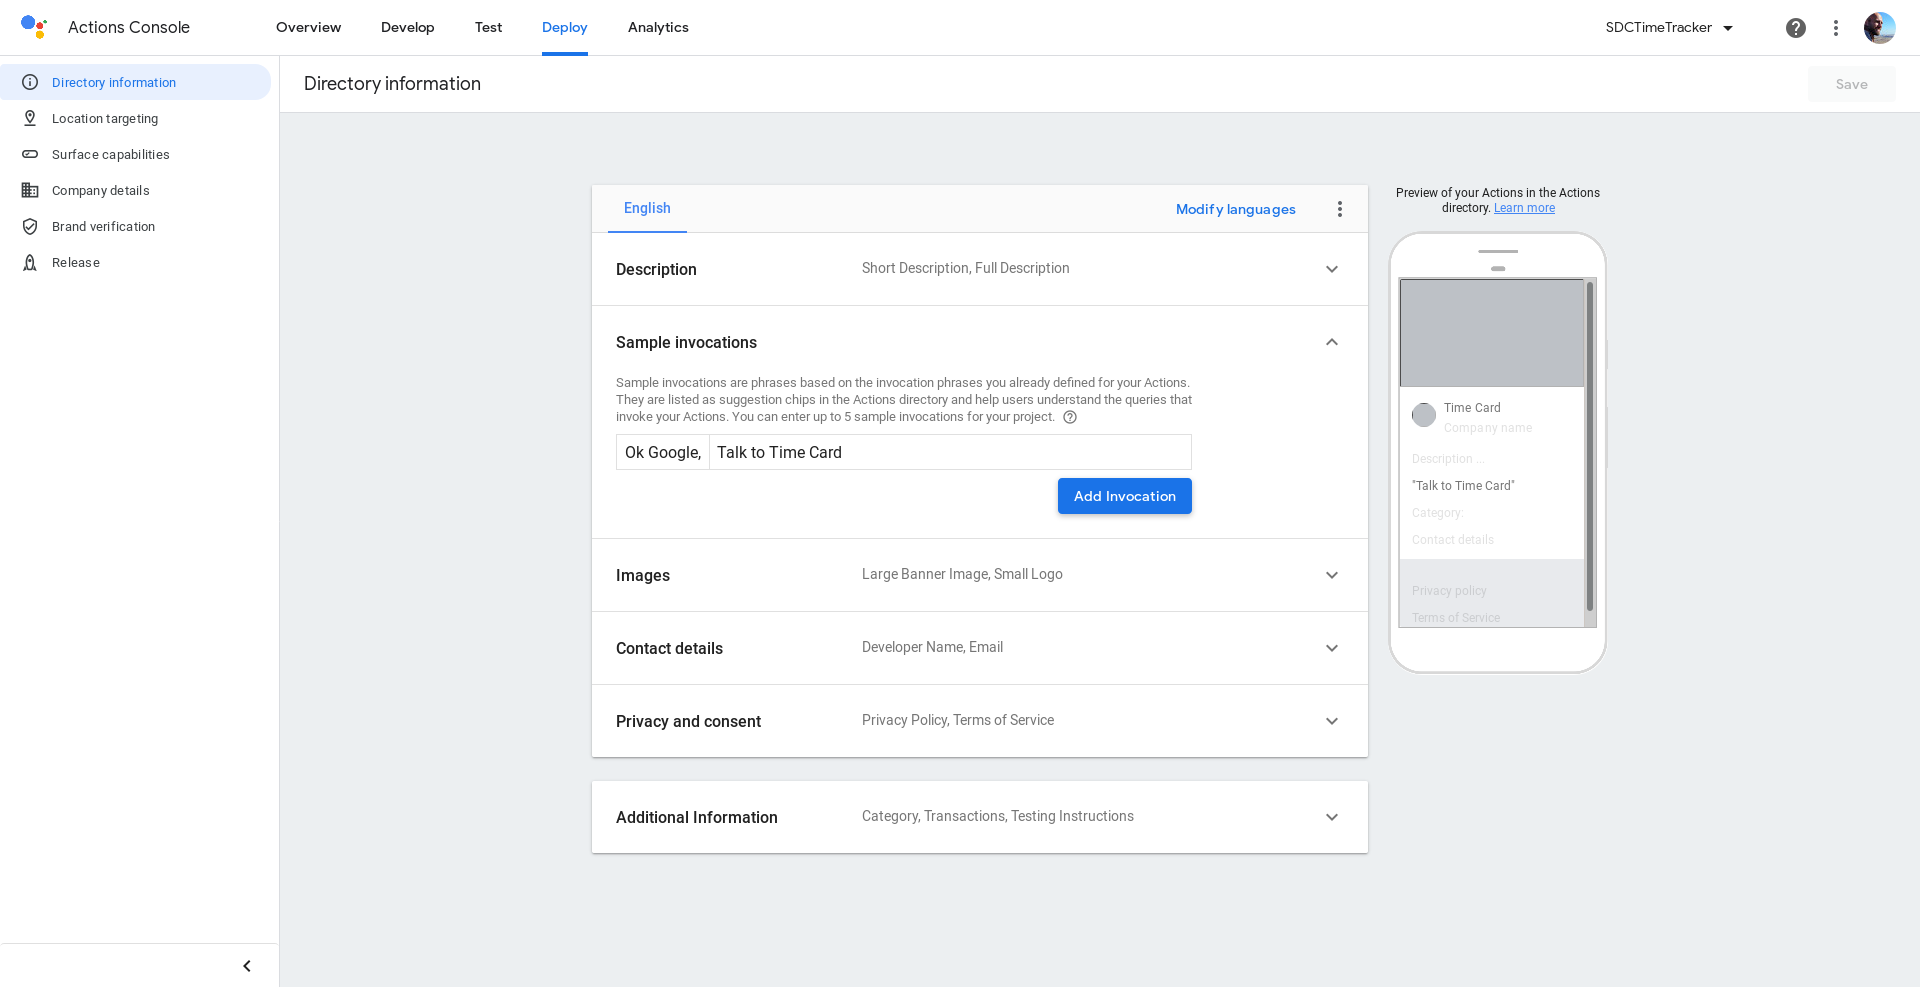 Actions Console
Overview
Develop
Test
Deploy
Analytics
SDCTimeTracker
Directory information
Location targeting
Surface capabilities
Company details
Brand verification
Release
Directory information
Save
English
Modify languages
Description
Short Description, Full Description
Sample invocations
Sample invocations are phrases based on the invocation phrases you already defined for your Actions.
They are listed as suggestion chips in the Actions directory and help users understand the queries that
invoke your Actions. You can enter up to 5 sample invocations for your project.
Ok Google,
Talk to Time Card
Add Invocation
Images
Large Banner Image, Small Logo
Contact details
Developer Name, Email
Privacy and consent
Privacy Policy, Terms of Service
Additional Information
Category, Transactions, Testing Instructions
Preview of your Actions in the Actions
directory. Learn more
Time Card
Company name
Description ...
"Talk to Time Card"
Category:
Contact details
Privacy policy
Terms of Service